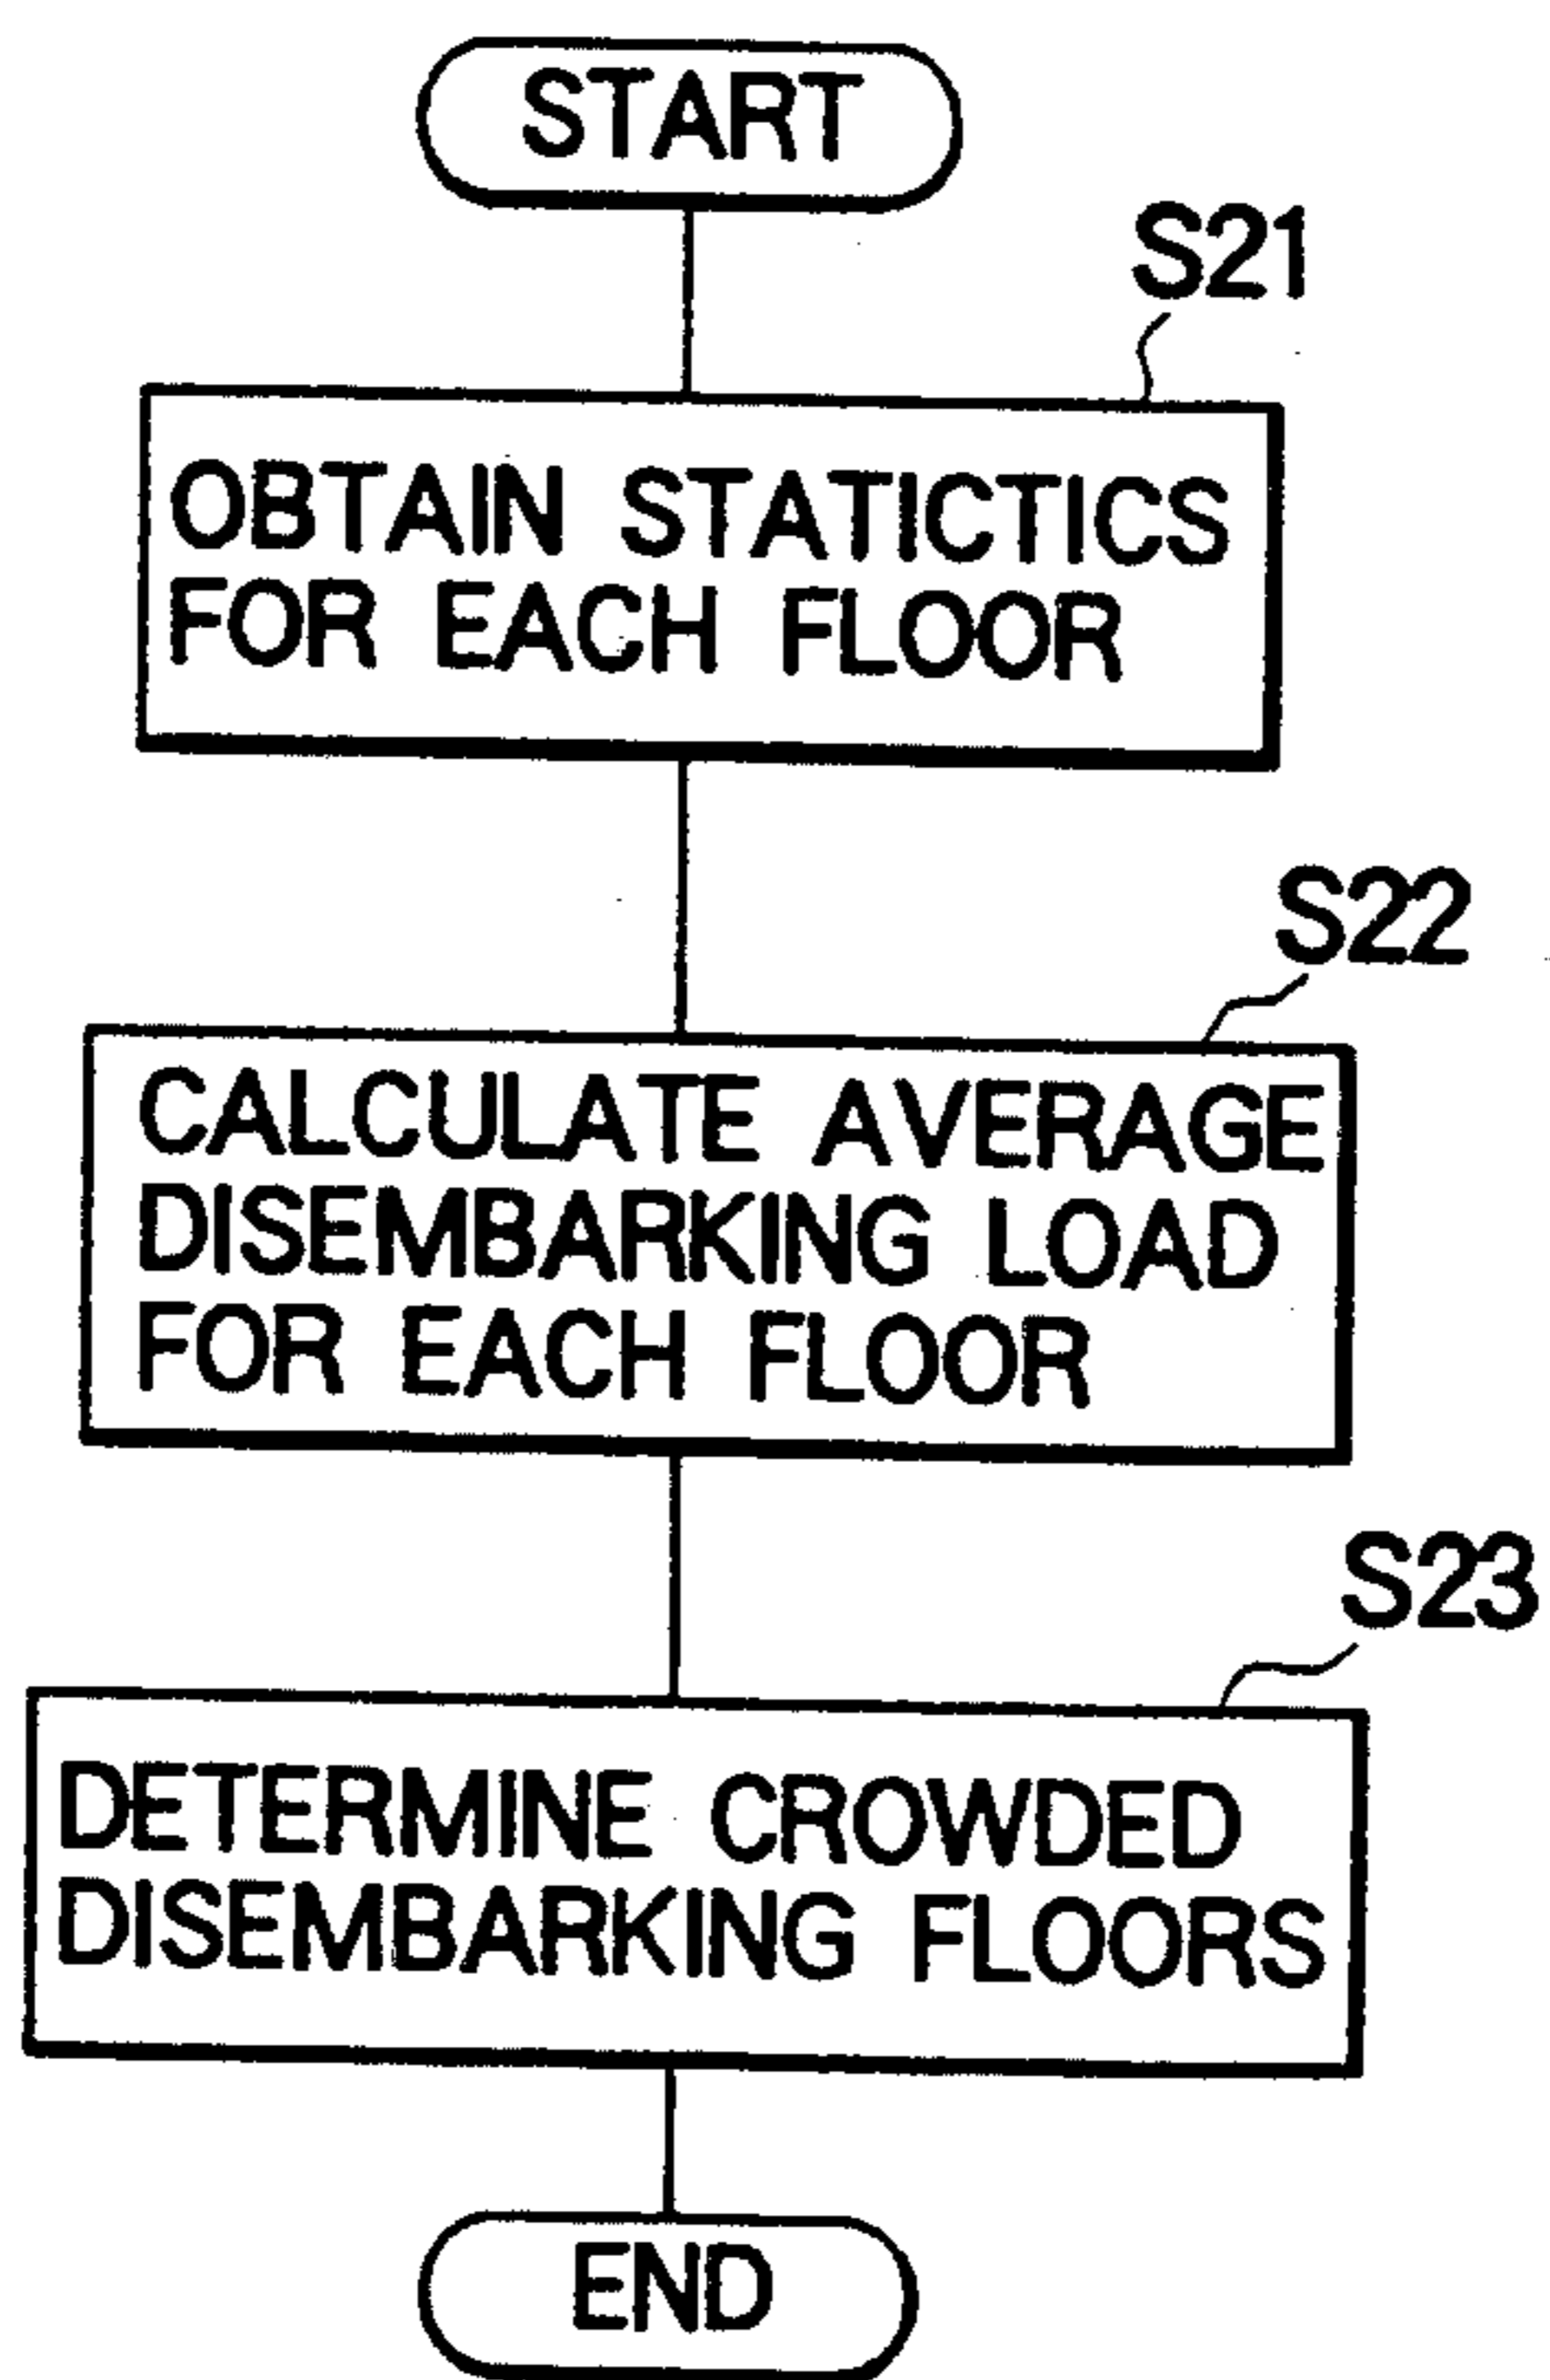 START
S21
OBTAIN STATICTICS
FOR EACH FLOOR
S22
CALCULATE AVERAGE
DISEMBARKING LOAD
FOR EACH FLOOR
S23
DETERMINE CROWDED
DISEMBARKING FLOORS
END